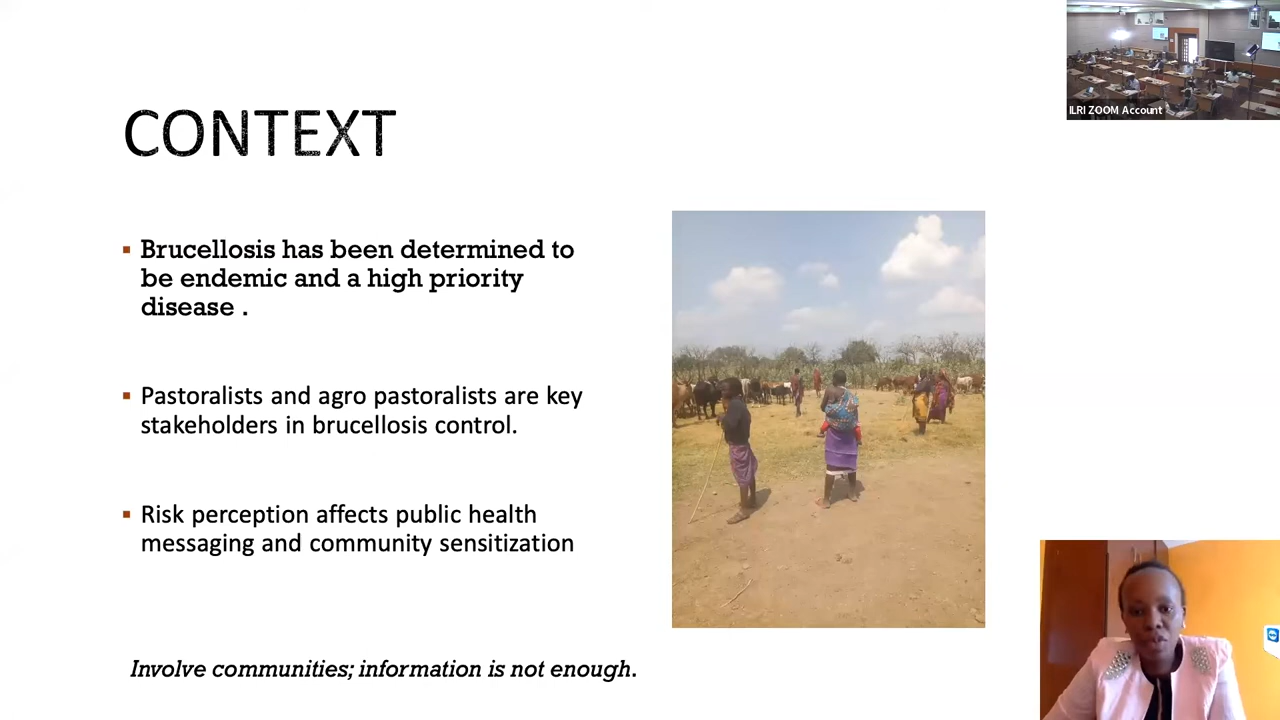 ILRI ZOOM Account
CONTEXT
▪ Brucellosis has been determined to
be endemic and a high priority
disease .
▪ Pastoralists and agro pastoralists are key
stakeholders in brucellosis control.
▪ Risk perception affects public health
messaging and community sensitization
Involve communities; information is not enough.